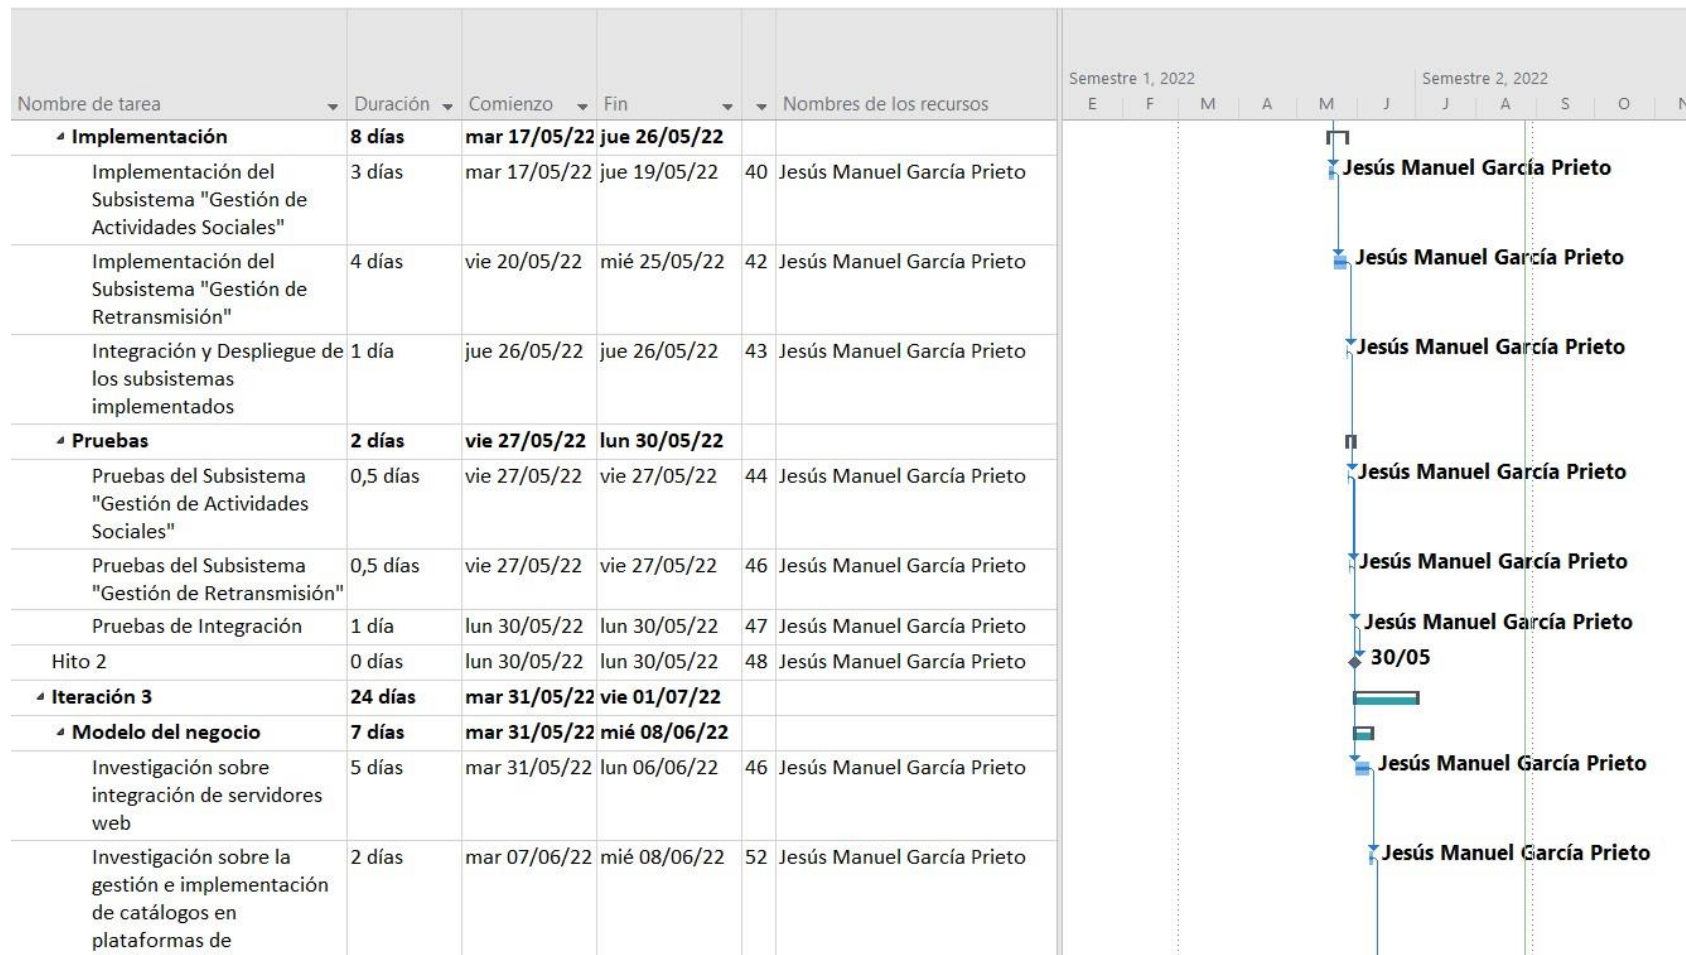 Semestre 1, 2022 Semestre 2, 2022
Nombre de tarea Duración Comienzo Fin Nombres de los recursos E F M A M J J A S O N
Implementación 8 días mar 17/05/22 jue 26/05/22
Implementación del 3 días mar 17/05/22 jue 19/05/22 40 Jesús Manuel García Prieto Jesús Manuel García Prieto
Subsistema "Gestión de
Actividades Sociales"
Implementación del 4 días vie 20/05/22 mié 25/05/22 42 Jesús Manuel García Prieto Jesús Manuel García Prieto
Subsistema "Gestión de
Retransmisión"
Integración y Despliegue de 1 día jue 26/05/22 jue 26/05/22 43 Jesús Manuel García Prieto Jesús Manuel García Prieto
los subsistemas
implementados
Pruebas 2 días vie 27/05/22 lun 30/05/22
Pruebas del Subsistema 0,5 días vie 27/05/22 vie 27/05/22 44 Jesús Manuel García Prieto Jesús Manuel García Prieto
"Gestión de Actividades
Sociales"
Pruebas del Subsistema 0,5 días vie 27/05/22 vie 27/05/22 46 Jesús Manuel García Prieto Jesús Manuel García Prieto
"Gestión de Retransmisión"
Pruebas de Integración 1 día lun 30/05/22 lun 30/05/22 47 Jesús Manuel García Prieto Jesús Manuel García Prieto
Hito 2 0 días lun 30/05/22 lun 30/05/22 48 Jesús Manuel García Prieto 30/05
Iteración 3 24 días mar 31/05/22 vie 01/07/22
Modelo del negocio 7 días mar 31/05/22 mié 08/06/22
Investigación sobre 5 días mar 31/05/22 lun 06/06/22 46 Jesús Manuel García Prieto Jesús Manuel García Prieto
integración de servidores
web
Investigación sobre la 2 días mar 07/06/22 mié 08/06/22 52 Jesús Manuel García Prieto Jesús Manuel García Prieto
gestión e implementación
de catálogos en
plataformas de